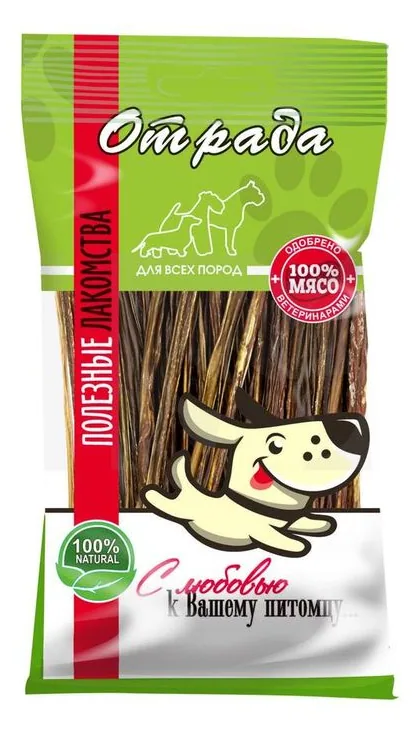 Отрада
ДЛЯ ВСЕХ ПОРОД
ПОЛЕЗНЫЕ ЛАКОМСТВА
ОДОБРЕНО
100%
МЯСО
ВЕТЕРИНАРАМИ
100%
NATURAL
С любовью
к Вашему питомцу...